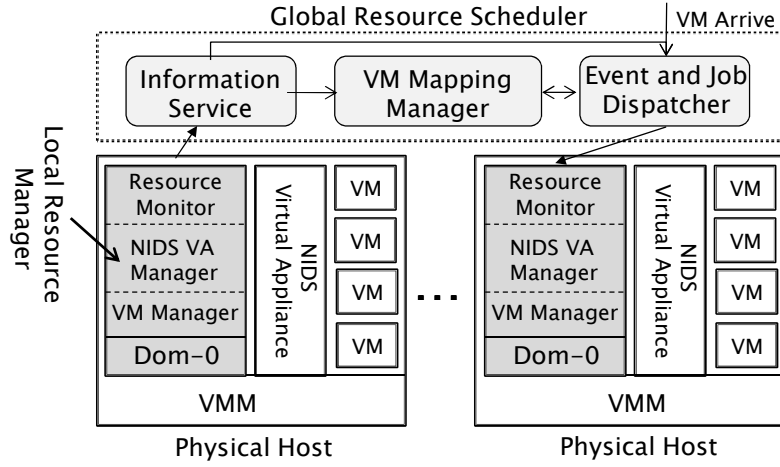 Global Resource Scheduler
VM Arrive
Information
Service
VM Mapping
Manager
Event and Job
Dispatcher
Local Resource
Manager
Resource
Monitor
NIDS VA
Manager
VM Manager
Dom-0
NIDS
Virtual Appliance
VM
VM
VM
VM
VMM
Physical Host
...
Resource
Monitor
NIDS VA
Manager
VM Manager
Dom-0
NIDS
Virtual Appliance
VM
VM
VM
VM
VMM
Physical Host